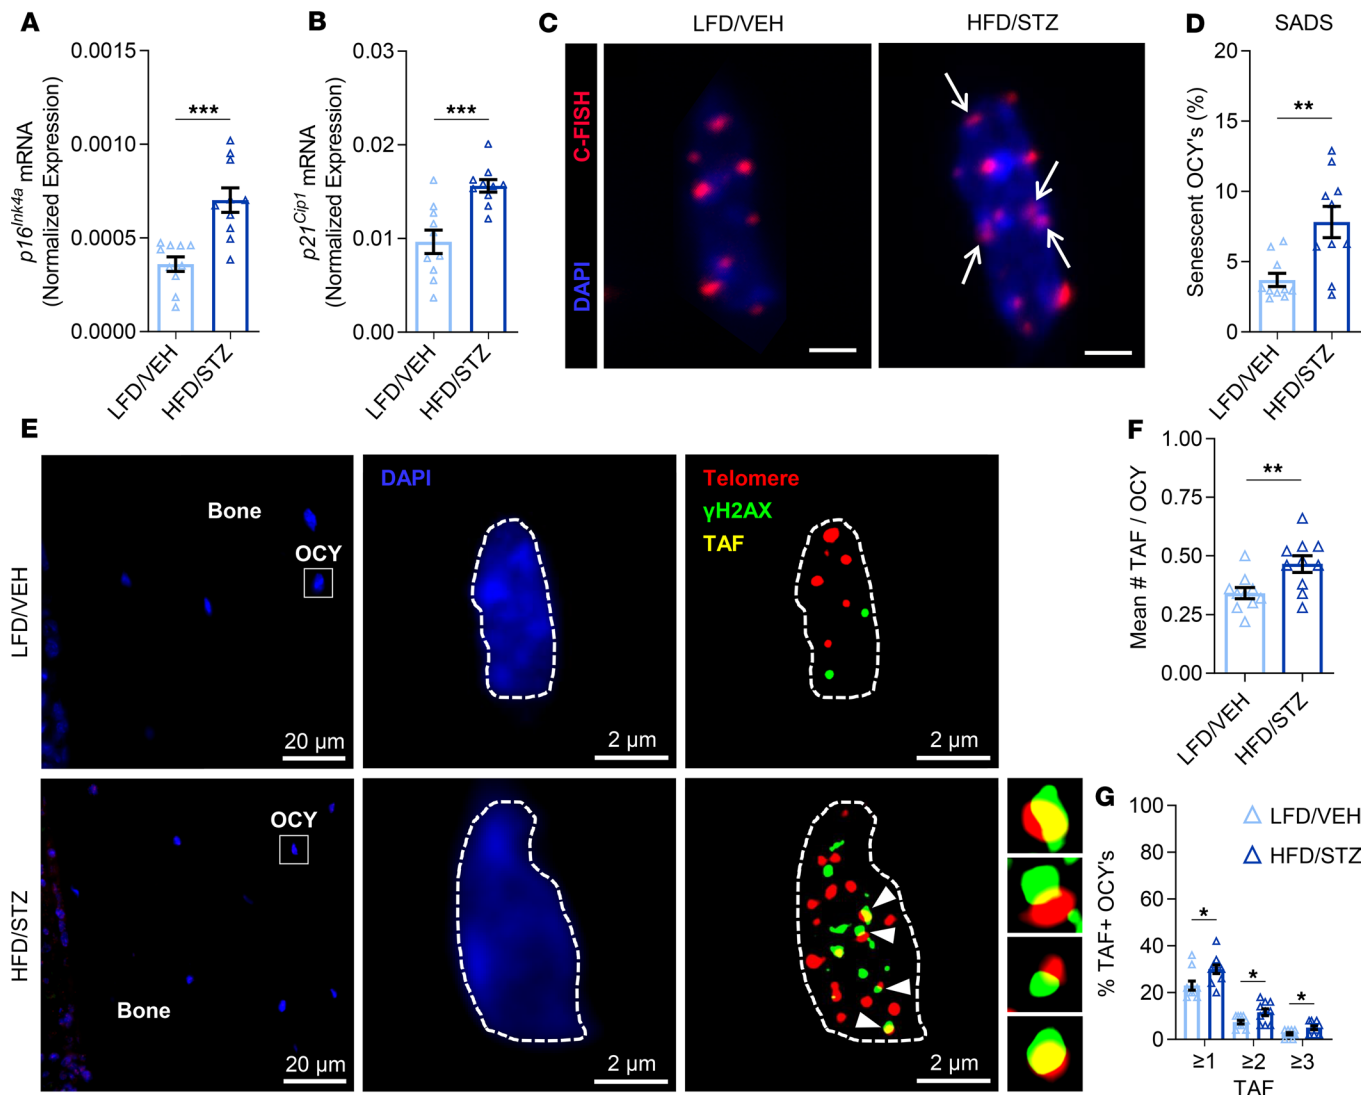 A
0.0015
0.0010
0.0005
0.0000
p16Ink4a mRNA
(Normalized Expression)
***
LFD/VEH
HFD/STZ
B
0.03
0.02
0.01
0.00
p21Cip1 mRNA
(Normalized Expression)
***
LFD/VEH
HFD/STZ
C
LFD/VEH
HFD/STZ
C-FISH
DAPI
D
SADS
20
15
10
5
0
Senescent OCY's (%)
**
LFD/VEH
HFD/STZ
E
LFD/VEH
Bone
OCY
20 µm
DAPI
2 µm
Telomere
γH2AX
TAF
2 µm
HFD/STZ
OCY
Bone
20 µm
2 µm
2 µm
F
1.00
0.75
0.50
0.25
0.00
Mean # TAF / OCY
**
LFD/VEH
HFD/STZ
G
100
80
60
40
20
0
% TAF+ OCY's
LFD/VEH
HFD/STZ
*
*
*
≥1
≥2
≥3
TAF